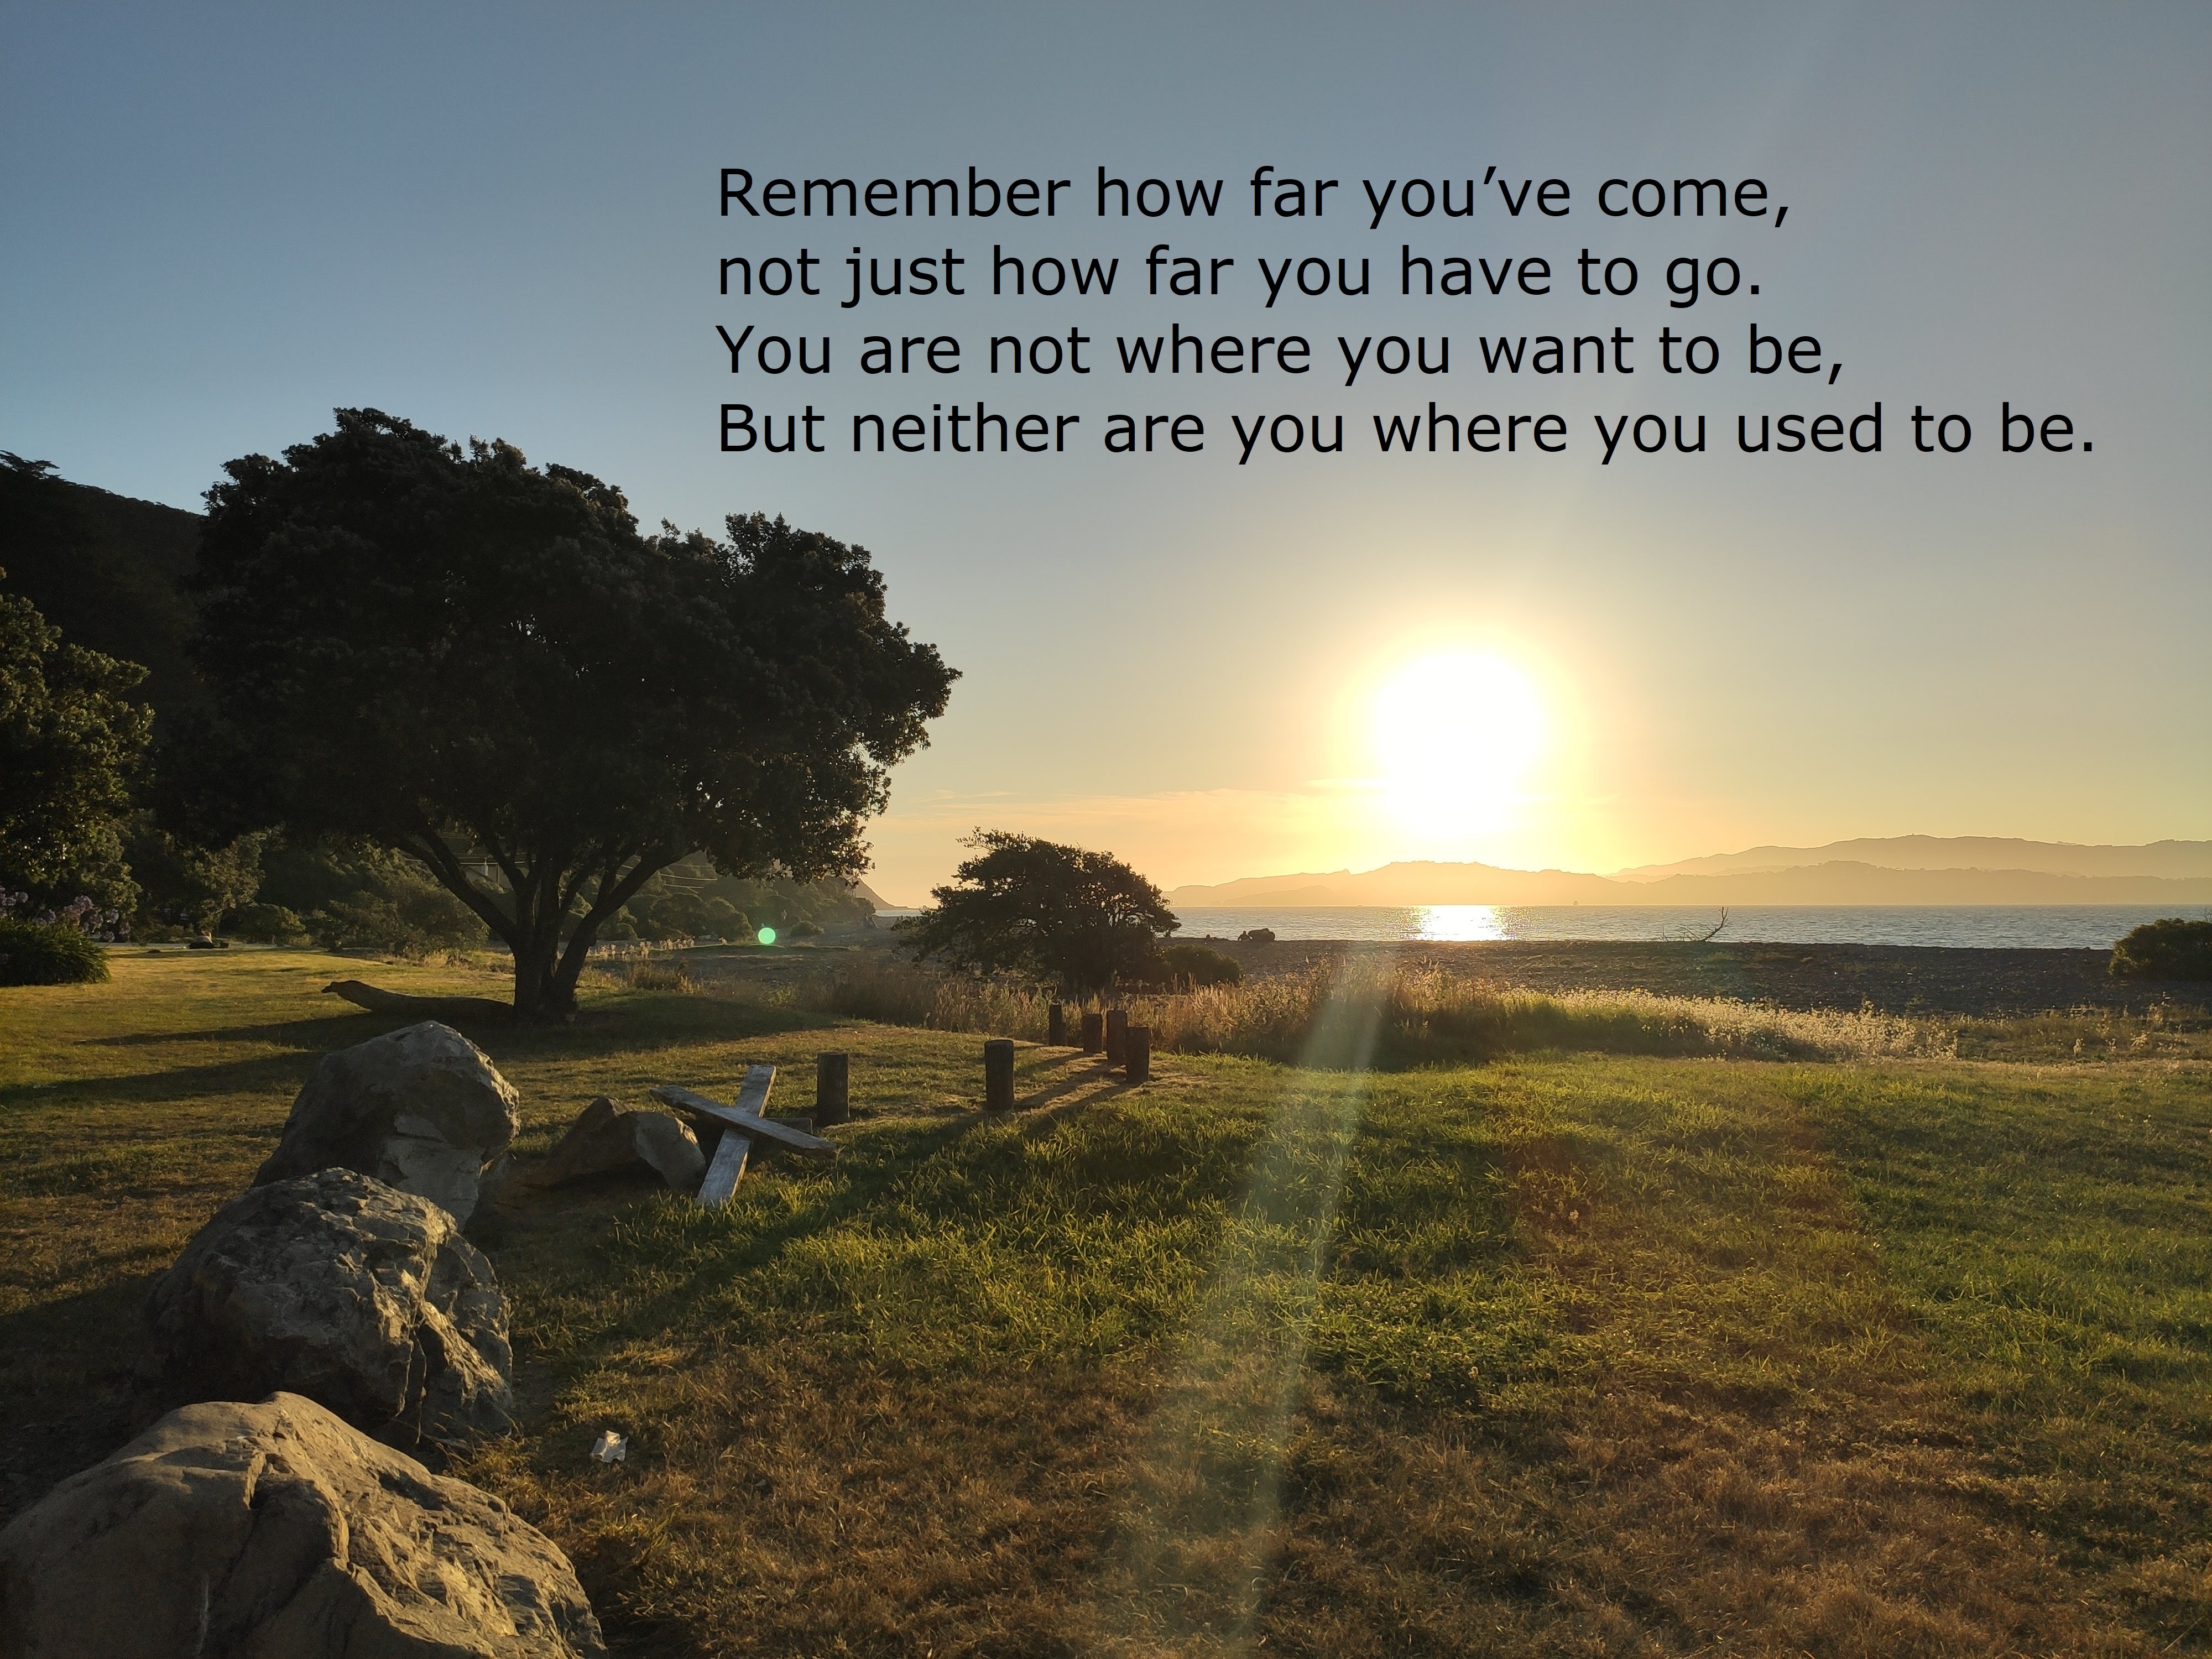 Remember how far you’ve come,
not just how far you have to go.
You are not where you want to be,
But neither are you where you used to be.